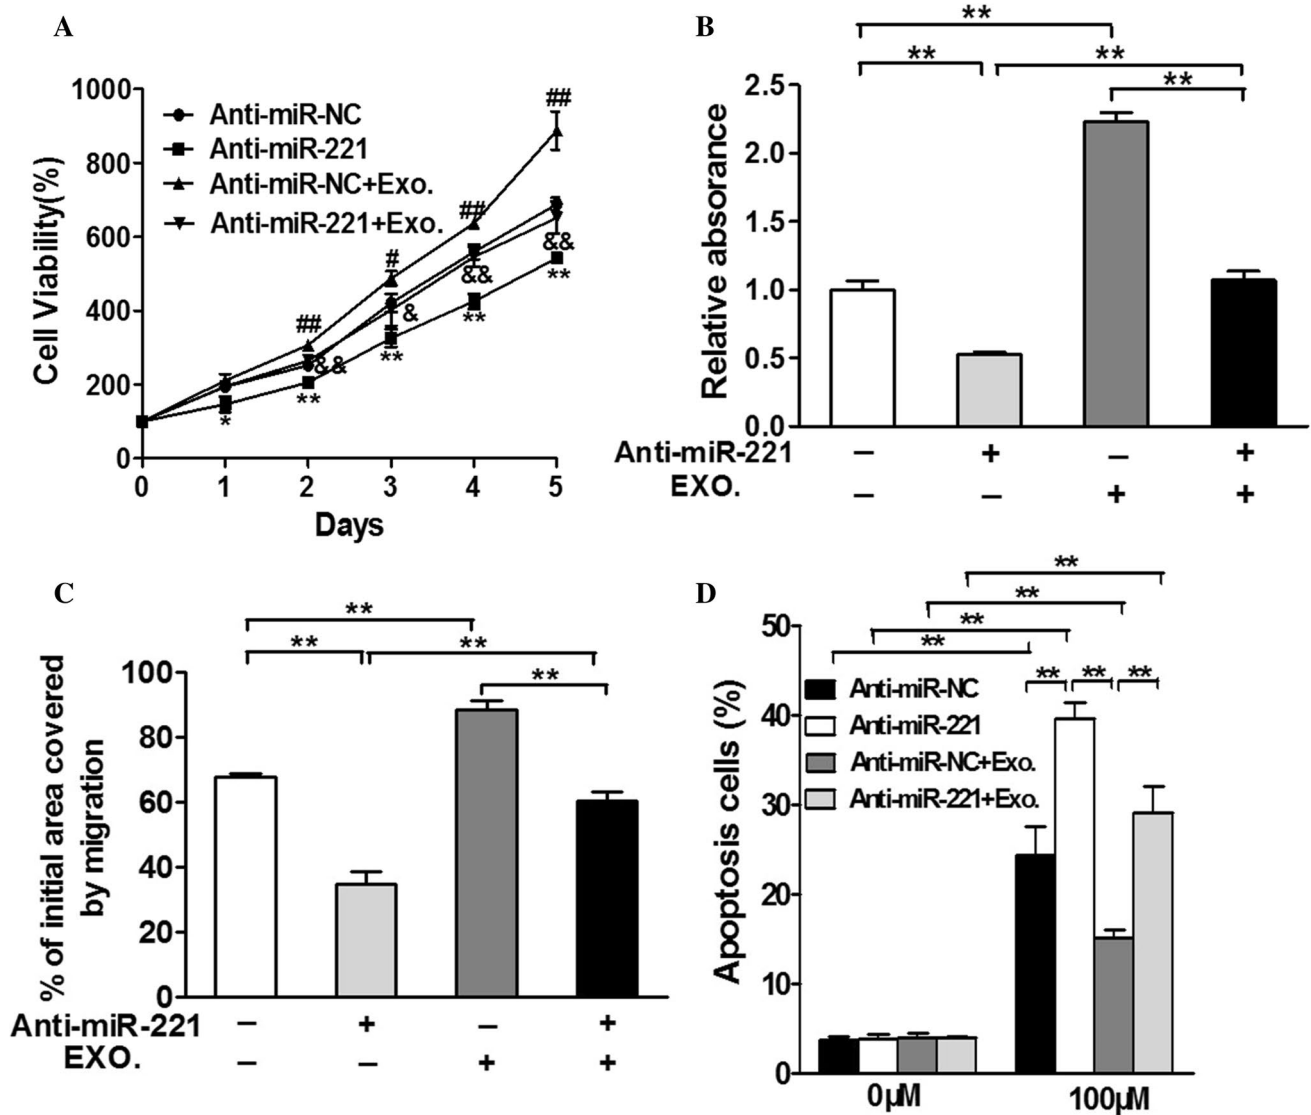 A
Cell Viability(%)
1000
800
600
400
200
0
Anti-miR-NC
Anti-miR-221
Anti-miR-NC+Exo.
Anti-miR-221+Exo.
##
##
#
##
&&
&&
&
&&
**
**
**
**
*
0 1 2 3 4 5
Days
B
**
** **
**
Relative absorance
2.5
2.0
1.5
1.0
0.5
0.0
Anti-miR-221 − + − +
EXO. − − + +
C
**
** **
**
% of initial area covered
by migration
100
80
60
40
20
0
Anti-miR-221 − + − +
EXO. − − + +
D
**
**
**
**
** ** **
Apoptosis cells (%)
50
40
30
20
10
0
Anti-miR-NC
Anti-miR-221
Anti-miR-NC+Exo.
Anti-miR-221+Exo.
0μM 100μM